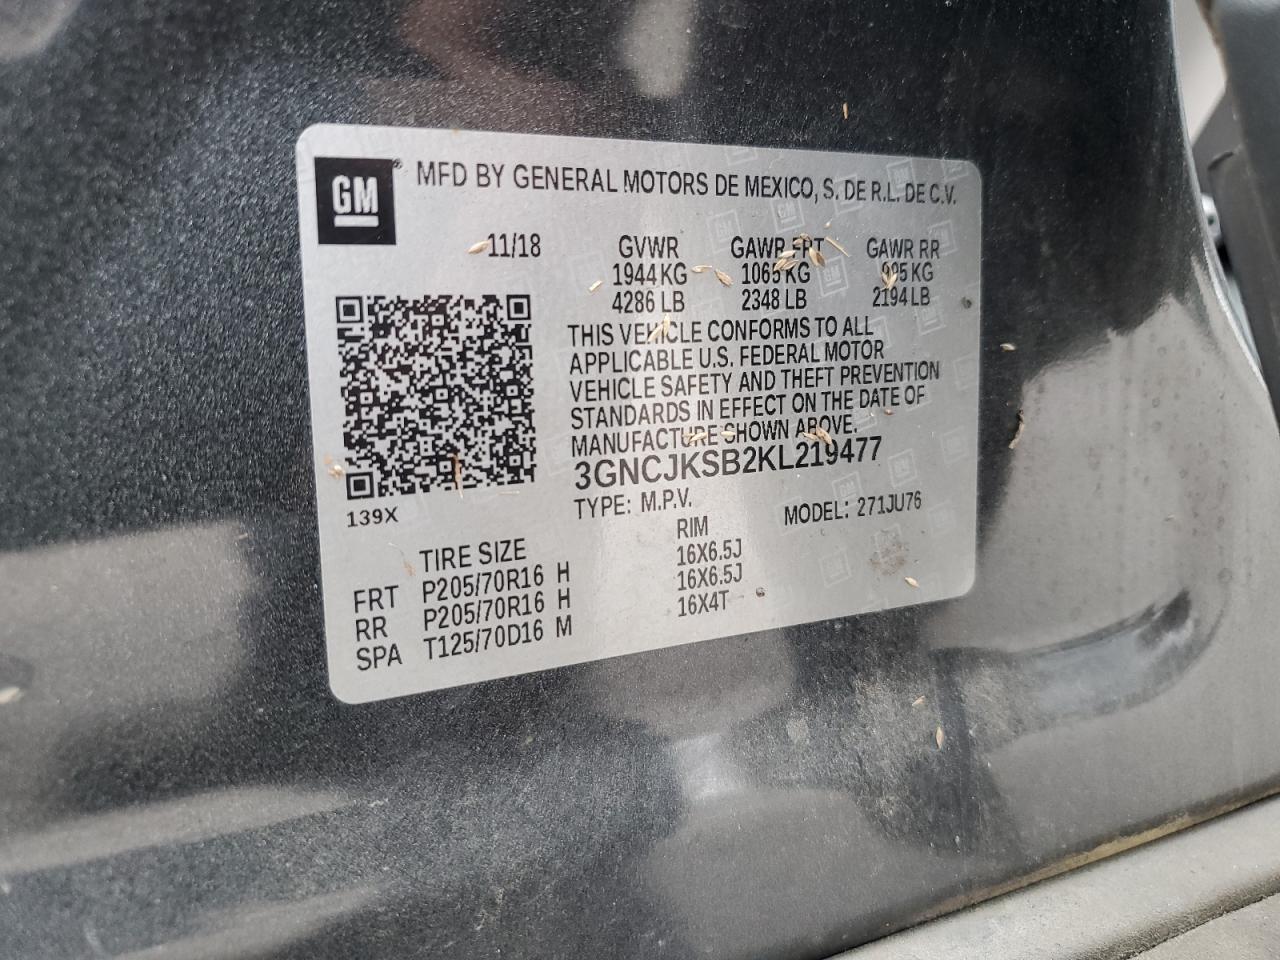 GM ® MFD BY GENERAL MOTORS DE MEXICO, S. DE R.L. DE C.V.
11/18 GVWR GAWR FRT GAWR RR
1944 KG 1065 KG 995 KG
4286 LB 2348 LB 2194 LB
THIS VEHICLE CONFORMS TO ALL
APPLICABLE U.S. FEDERAL MOTOR
VEHICLE SAFETY AND THEFT PREVENTION
STANDARDS IN EFFECT ON THE DATE OF
MANUFACTURE SHOWN ABOVE.
3GNCJKSB2KL219477
139X TYPE: M.P.V. MODEL: 271JU76
TIRE SIZE RIM
FRT P205/70R16 H 16X6.5J
RR P205/70R16 H 16X6.5J
SPA T125/70D16 M 16X4T